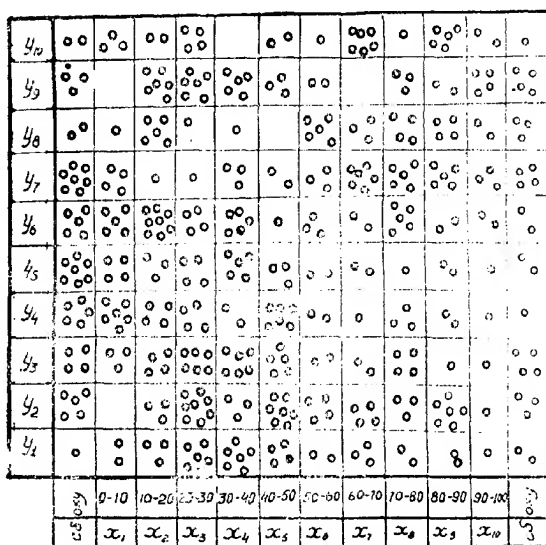 y₁₀
y₉
y₈
y₇
y₆
y₅
y₄
y₃
y₂
y₁
сбоку 0-10 10-20 20-30 30-40 40-50 50-60 60-70 70-80 80-90 90-100 сбоку
x₁ x₂ x₃ x₄ x₅ x₆ x₇ x₈ x₉ x₁₀